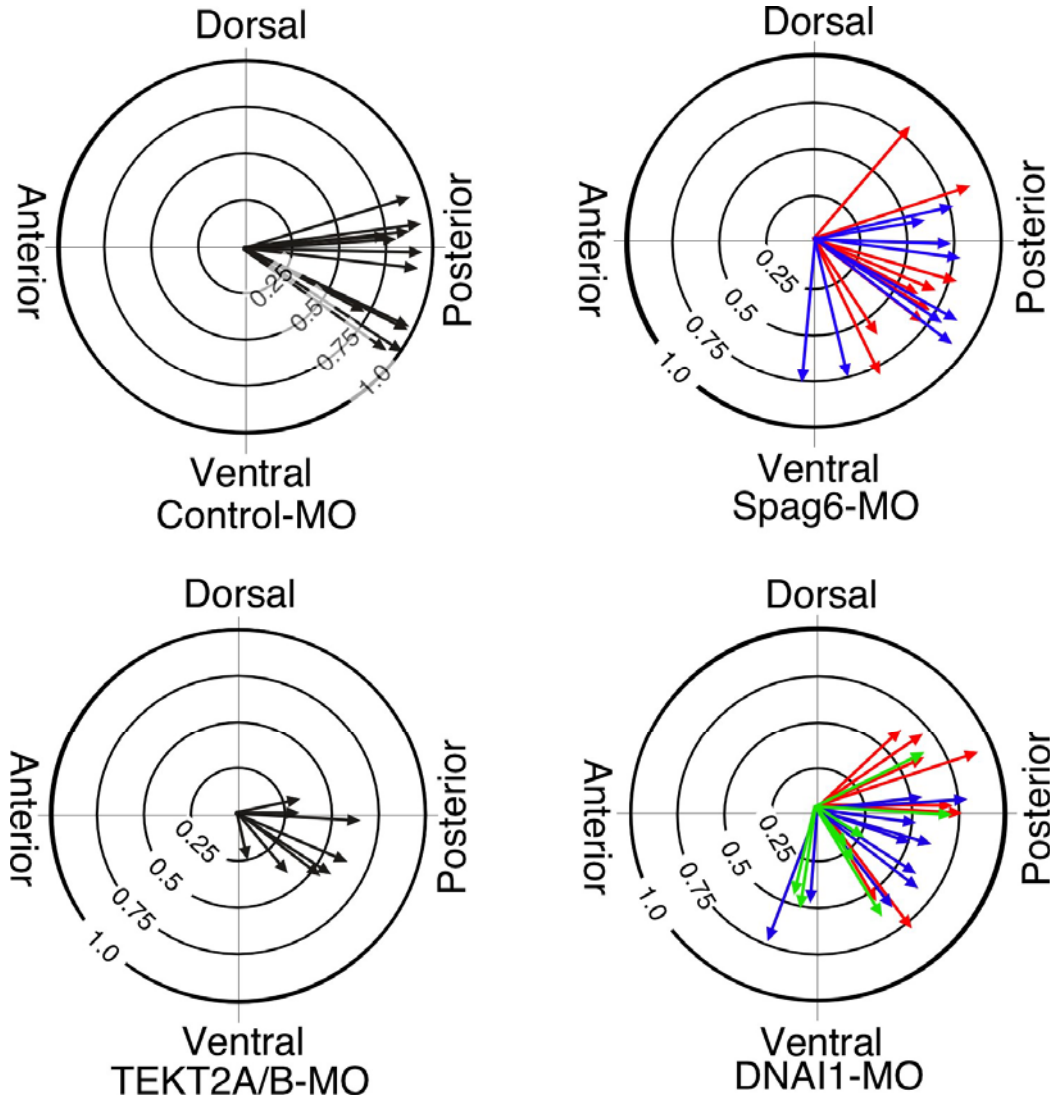 Dorsal
Anterior
Posterior
0.25
0.5
0.75
1.0
Ventral
Control-MO
Dorsal
Anterior
Posterior
0.25
0.5
0.75
1.0
Ventral
Spag6-MO
Dorsal
Anterior
Posterior
0.25
0.5
0.75
1.0
Ventral
TEKT2A/B-MO
Dorsal
Anterior
Posterior
0.25
0.5
0.75
1.0
Ventral
DNAI1-MO